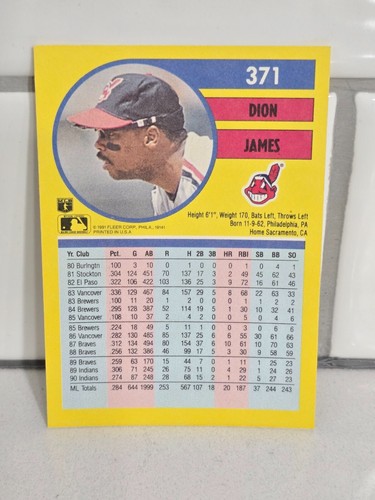 371
DION
JAMES
Height 6'1", Weight 170, Bats Left, Throws Left
Born 11-9-62, Philadelphia, PA
Home Sacramento, CA
© 1991 FLEER CORP., PHILA., 19141
PRINTED IN U.S.A.
Yr. Club Pct. G AB R H 2B 3B HR RBI SB BB SO
80 Burlngtn 100 3 10 0 1 0 0 0 0 0 4 1
81 Stockton 304 124 451 70 137 17 3 2 49 45 62 43
82 El Paso 322 106 422 103 136 25 3 9 72 16 61 46
83 Vancouver 336 129 467 84 157 29 5 8 68 22 63 33
83 Brewers 100 11 20 1 2 0 0 0 1 1 2 2
84 Brewers 295 128 387 52 114 19 5 1 30 10 32 41
85 Vancouver 108 10 37 2 4 2 0 0 5 0 4 6
85 Brewers 224 18 49 5 11 1 0 0 3 0 6 6
86 Vancouver 282 130 485 85 137 25 6 6 55 30 61 66
87 Braves 312 134 494 80 154 37 6 10 61 10 70 63
88 Braves 256 132 386 46 99 17 5 3 30 9 58 59
89 Braves 259 63 170 15 44 7 0 1 11 1 25 23
89 Indians 306 71 245 26 75 11 0 4 29 1 24 26
90 Indians 274 87 248 28 68 15 2 1 22 5 27 23
ML Totals 284 644 1999 253 567 107 18 20 187 37 244 243